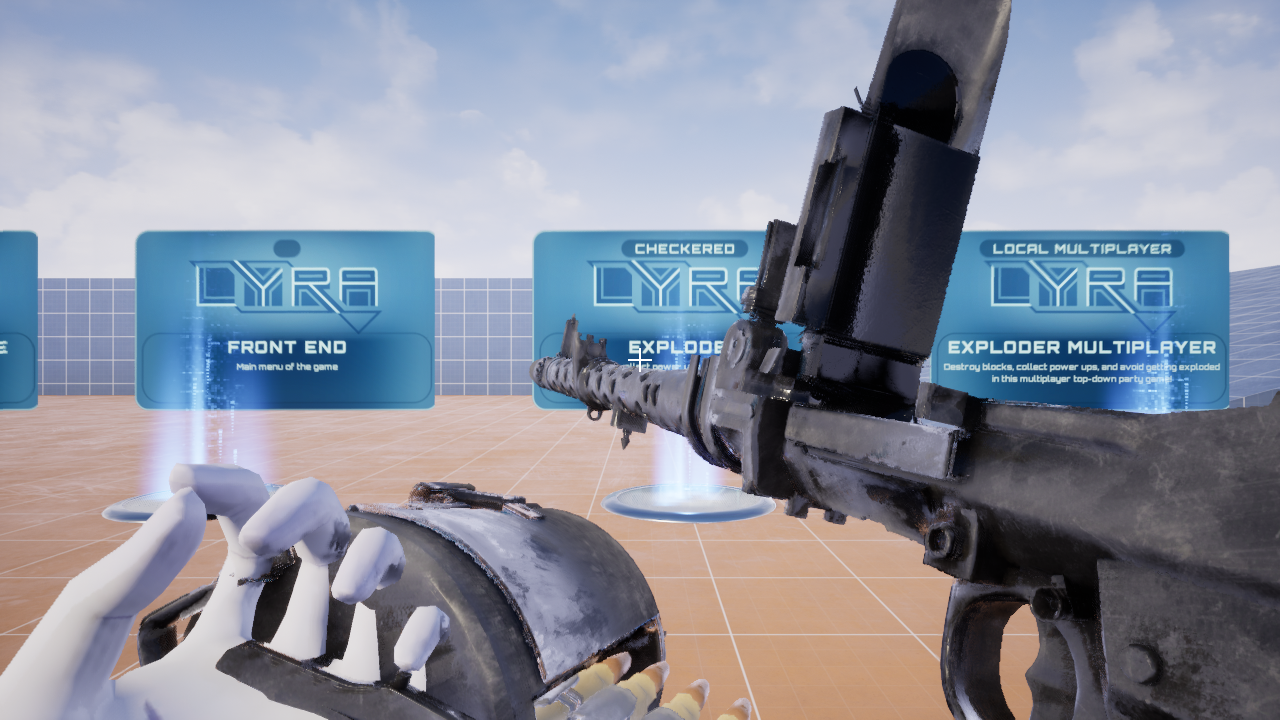 E
LYRA
FRONT END
Main menu of the game
CHECKERED
LYRA
EXPLODE
LOCAL MULTIPLAYER
LYRA
EXPLODER MULTIPLAYER
Destroy blocks, collect power ups, and avoid getting exploded
in this multiplayer top-down party game!